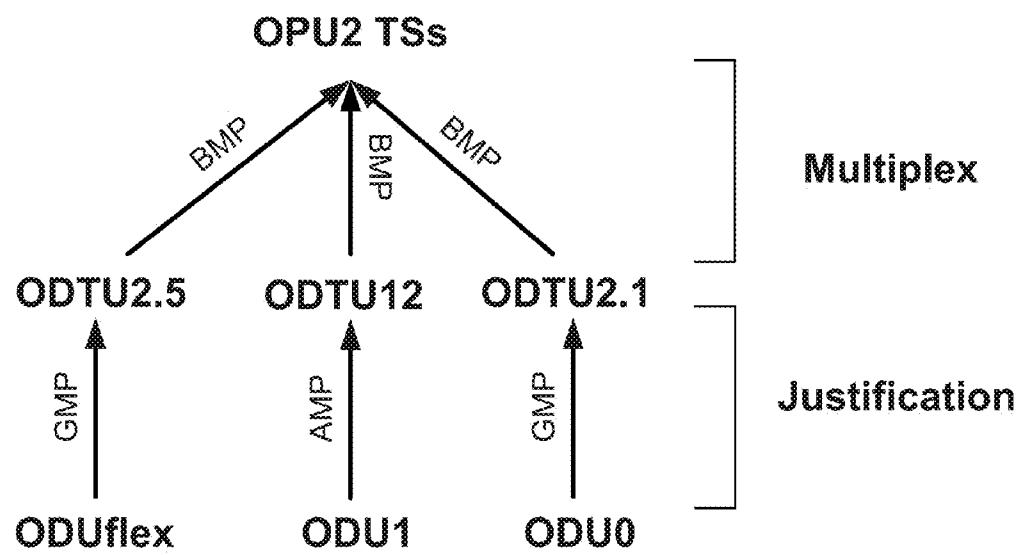 OPU2 TSs
BMP
BMP
BMP
Multiplex
ODTU2.5
ODTU12
ODTU2.1
GMP
AMP
GMP
Justification
ODUflex
ODU1
ODU0